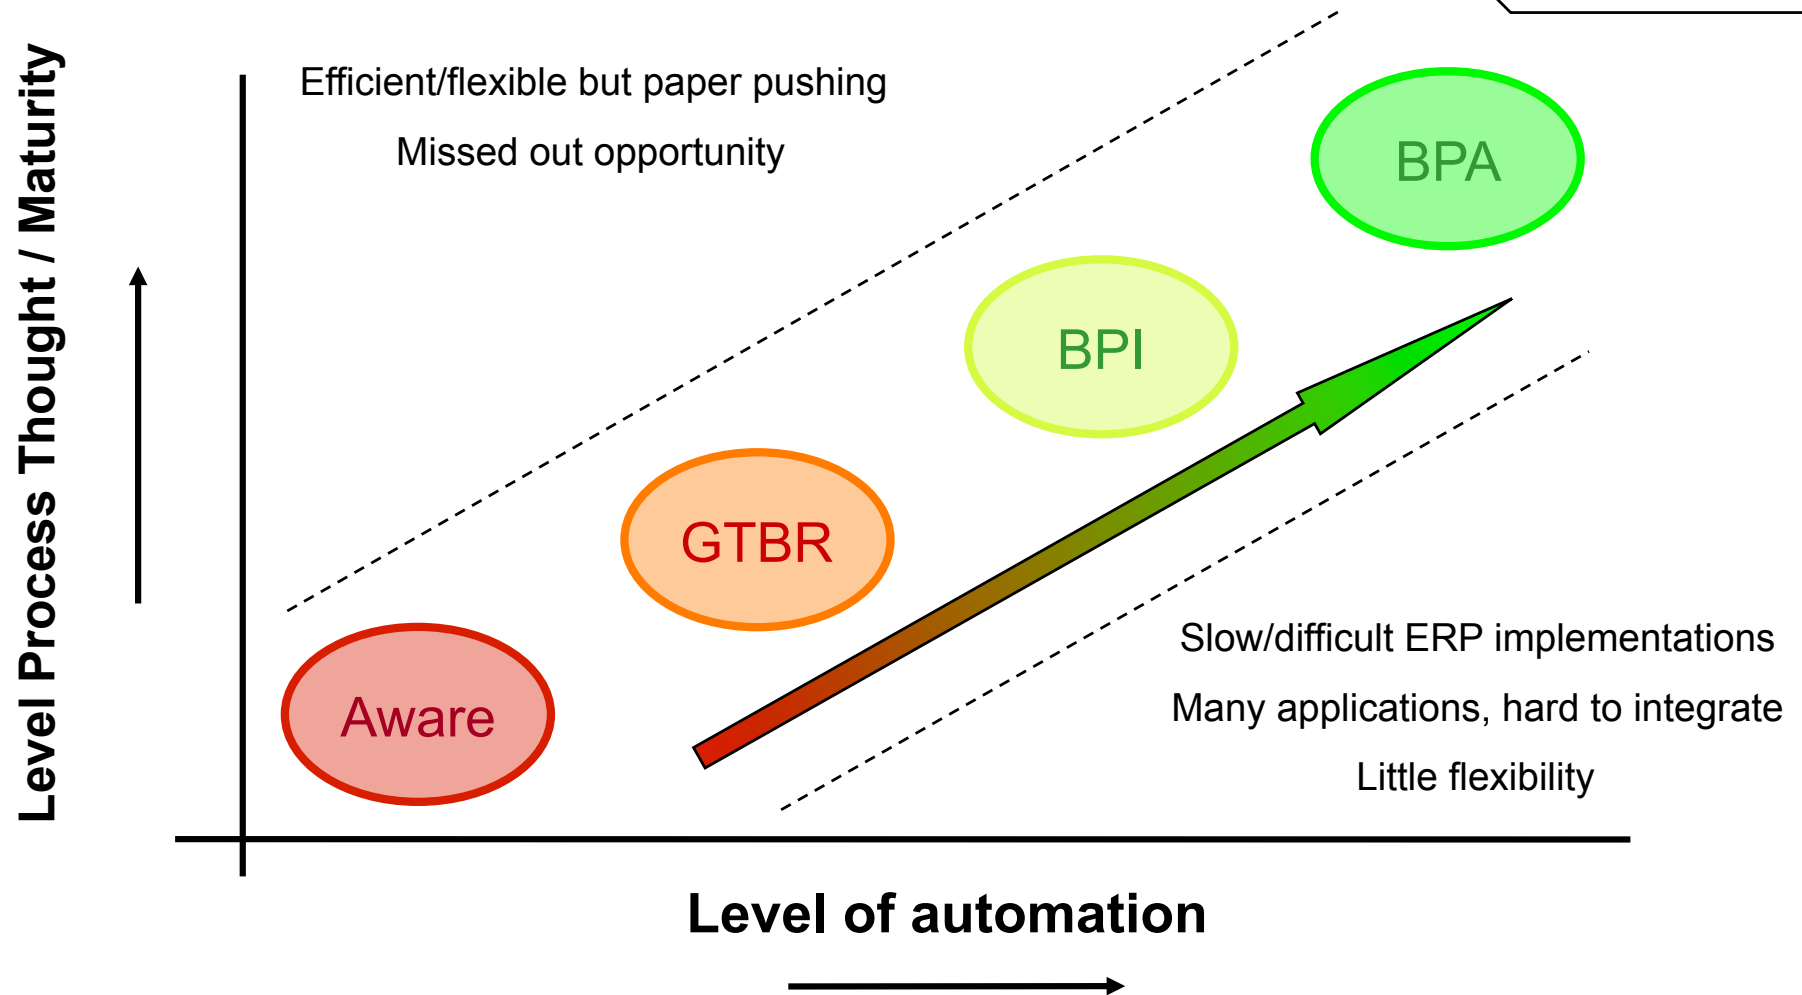 Level Process Thought / Maturity
Efficient/flexible but paper pushing
Missed out opportunity
BPA
BPI
GTBR
Aware
Slow/difficult ERP implementations
Many applications, hard to integrate
Little flexibility
Level of automation